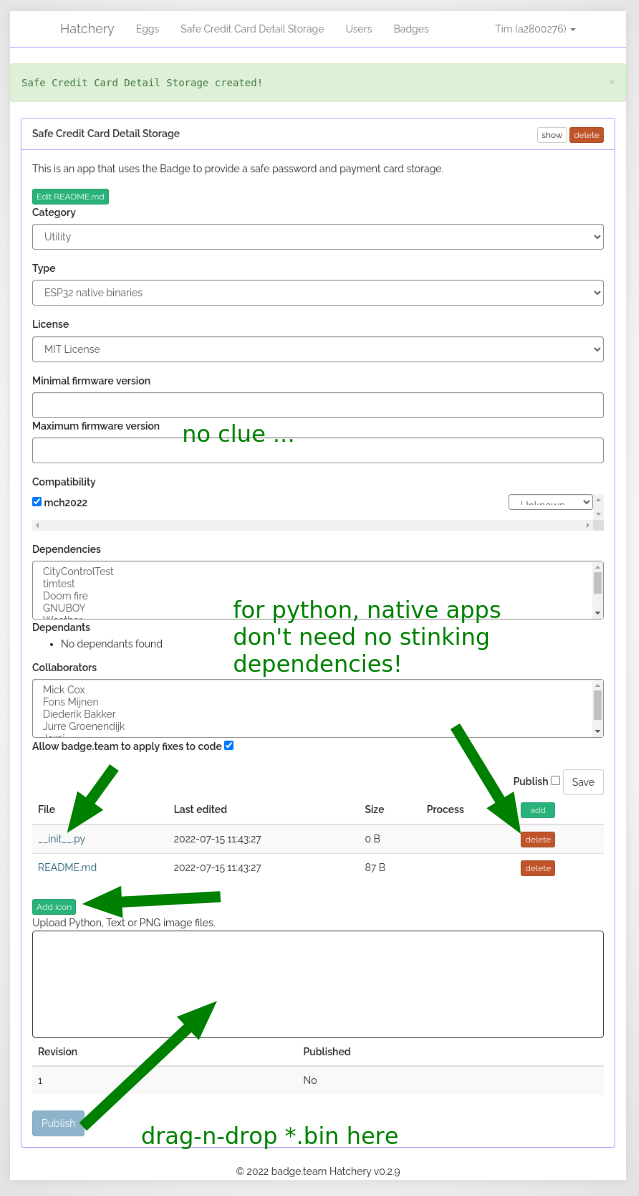 Hatchery Eggs Safe Credit Card Detail Storage Users Badges Tim (a2800276)
Safe Credit Card Detail Storage created! ×
Safe Credit Card Detail Storage show delete
This is an app that uses the Badge to provide a safe password and payment card storage.
Edit README.md
Category
Utility
Type
ESP32 native binaries
License
MIT License
Minimal firmware version
Maximum firmware version
no clue ...
Compatibility
mch2022 Unknown
Dependencies
CityControlTest
timtest
Doom fire
GNUBOY
Weather
for python, native apps
don't need no stinking
dependencies!
Dependants
No dependants found
Collaborators
Mick Cox
Fons Mijnen
Diederik Bakker
Jurre Groenendijk
Allow badge.team to apply fixes to code
Publish Save
File Last edited Size Process add
__init__.py 2022-07-15 11:43:27 0 B delete
README.md 2022-07-15 11:43:27 87 B delete
Add icon
Upload Python, Text or PNG image files.
Revision Published
1 No
Publish
drag-n-drop *.bin here
© 2022 badge.team Hatchery v0.2.9